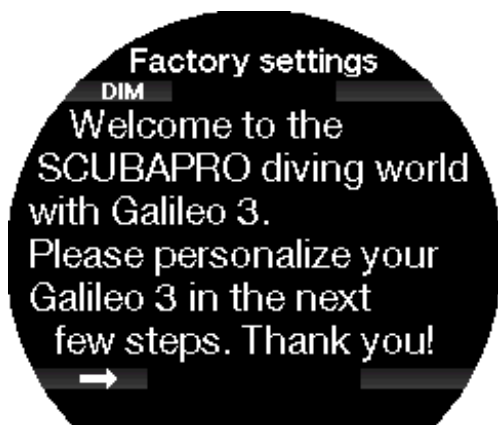 Factory settings
DIM
Welcome to the
SCUBAPRO diving world
with Galileo 3.
Please personalize your
Galileo 3 in the next
few steps. Thank you!